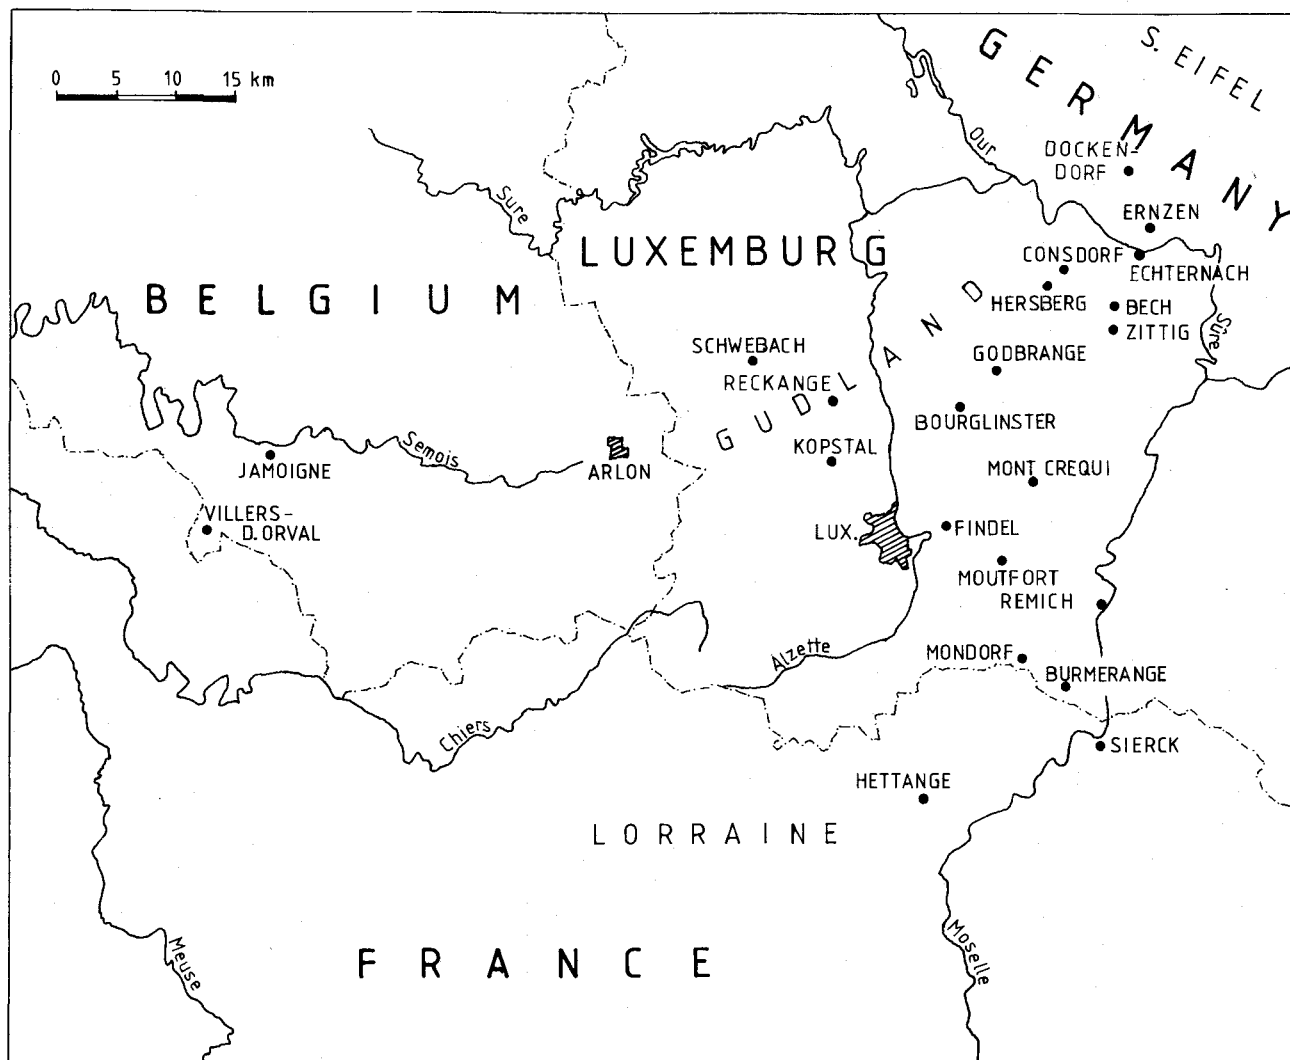 GERMANY
S. EIFEL
0 5 10 15 km
Our
DOCKEN-
DORF
Sure
ERNZEN
LUXEMBURG
CONSDORF
ECHTERNACH
BELGIUM
HERSBERG
BECH
ZITTIG
Sûre
SCHWEBACH
GODBRANGE
RECKANGE
GUDLAND
BOURGLINSTER
Semois
KOPSTAL
JAMOIGNE
ARLON
MONT CREQUI
VILLERS-
D.ORVAL
LUX.
FINDEL
MOUTFORT
REMICH
Alzette
MONDORF
BURMERANGE
Chiers
SIERCK
HETTANGE
LORRAINE
Meuse
FRANCE
Moselle